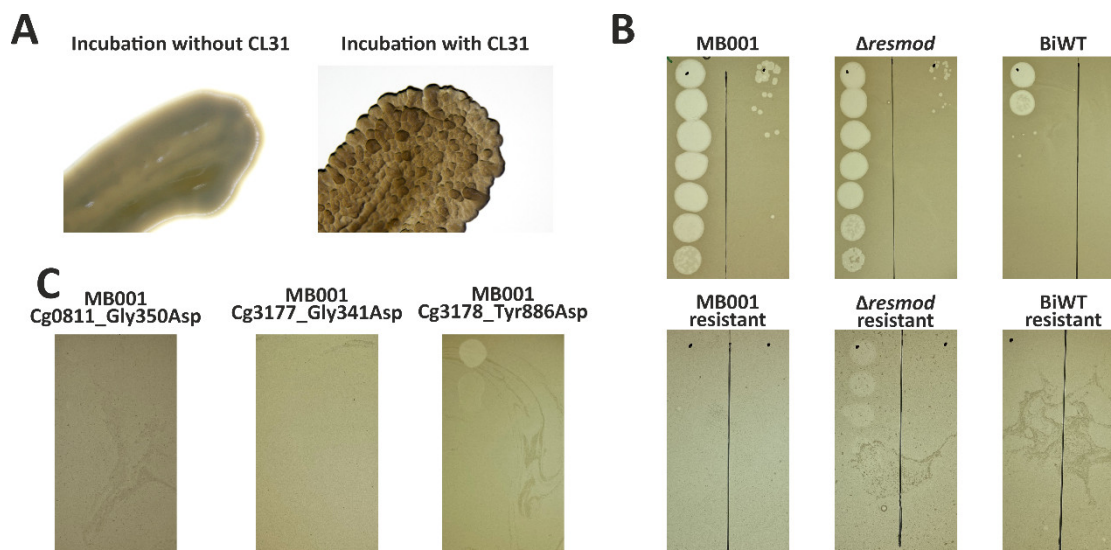 A
Incubation without CL31
Incubation with CL31
B
MB001
Δresmod
BiWT
MB001
resistant
Δresmod
resistant
BiWT
resistant
C
MB001
Cg0811_Gly350Asp
MB001
Cg3177_Gly341Asp
MB001
Cg3178_Tyr886Asp